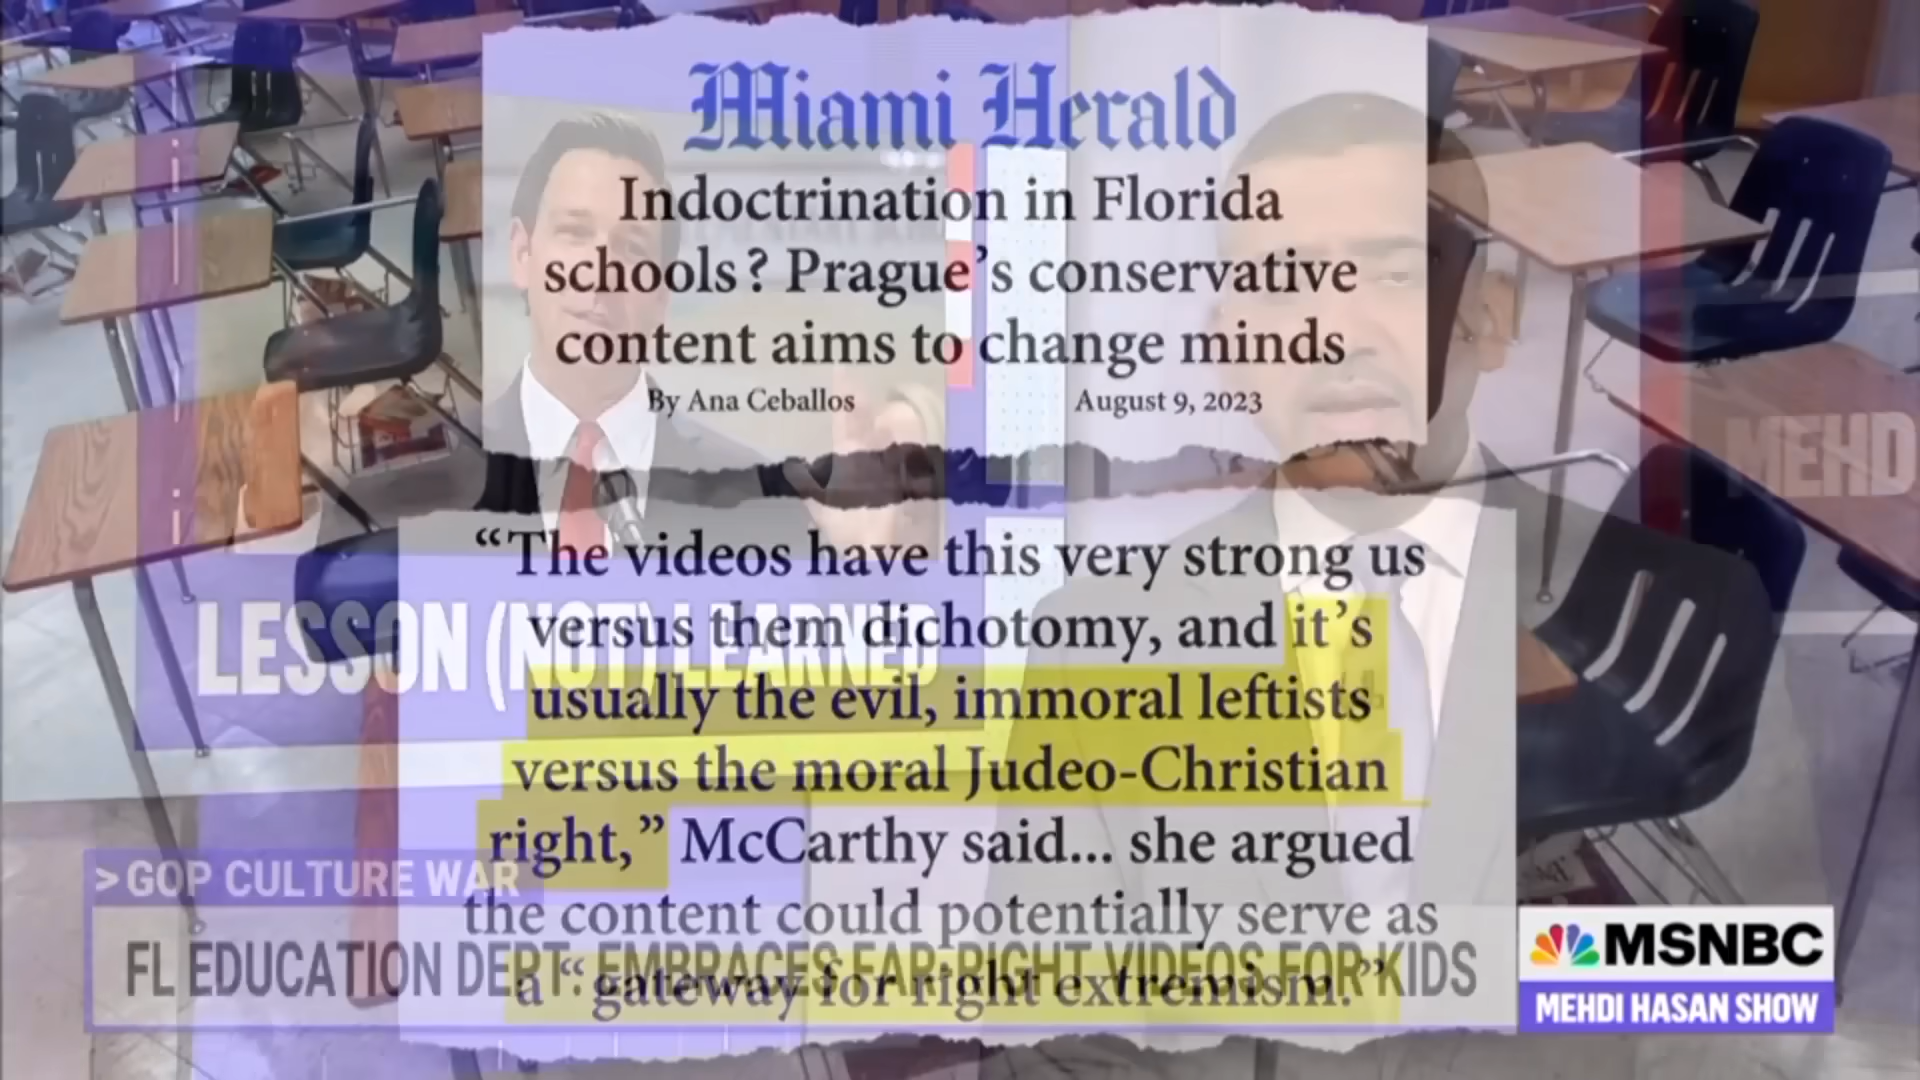 Miami Herald
Indoctrination in Florida
schools? Prague's conservative
content aims to change minds
By Ana Ceballos August 9, 2023
MEHD
“The videos have this very strong us
versus them dichotomy, and it's
LESSON (NOT) LEARNED
usually the evil, immoral leftists
versus the moral Judeo-Christian
right,” McCarthy said... she argued
>GOP CULTURE WAR
the content could potentially serve as
a “gateway for right extremism.”
FL EDUCATION DEPT. EMBRACES FAR-RIGHT VIDEOS FOR KIDS
MSNBC
MEHDI HASAN SHOW